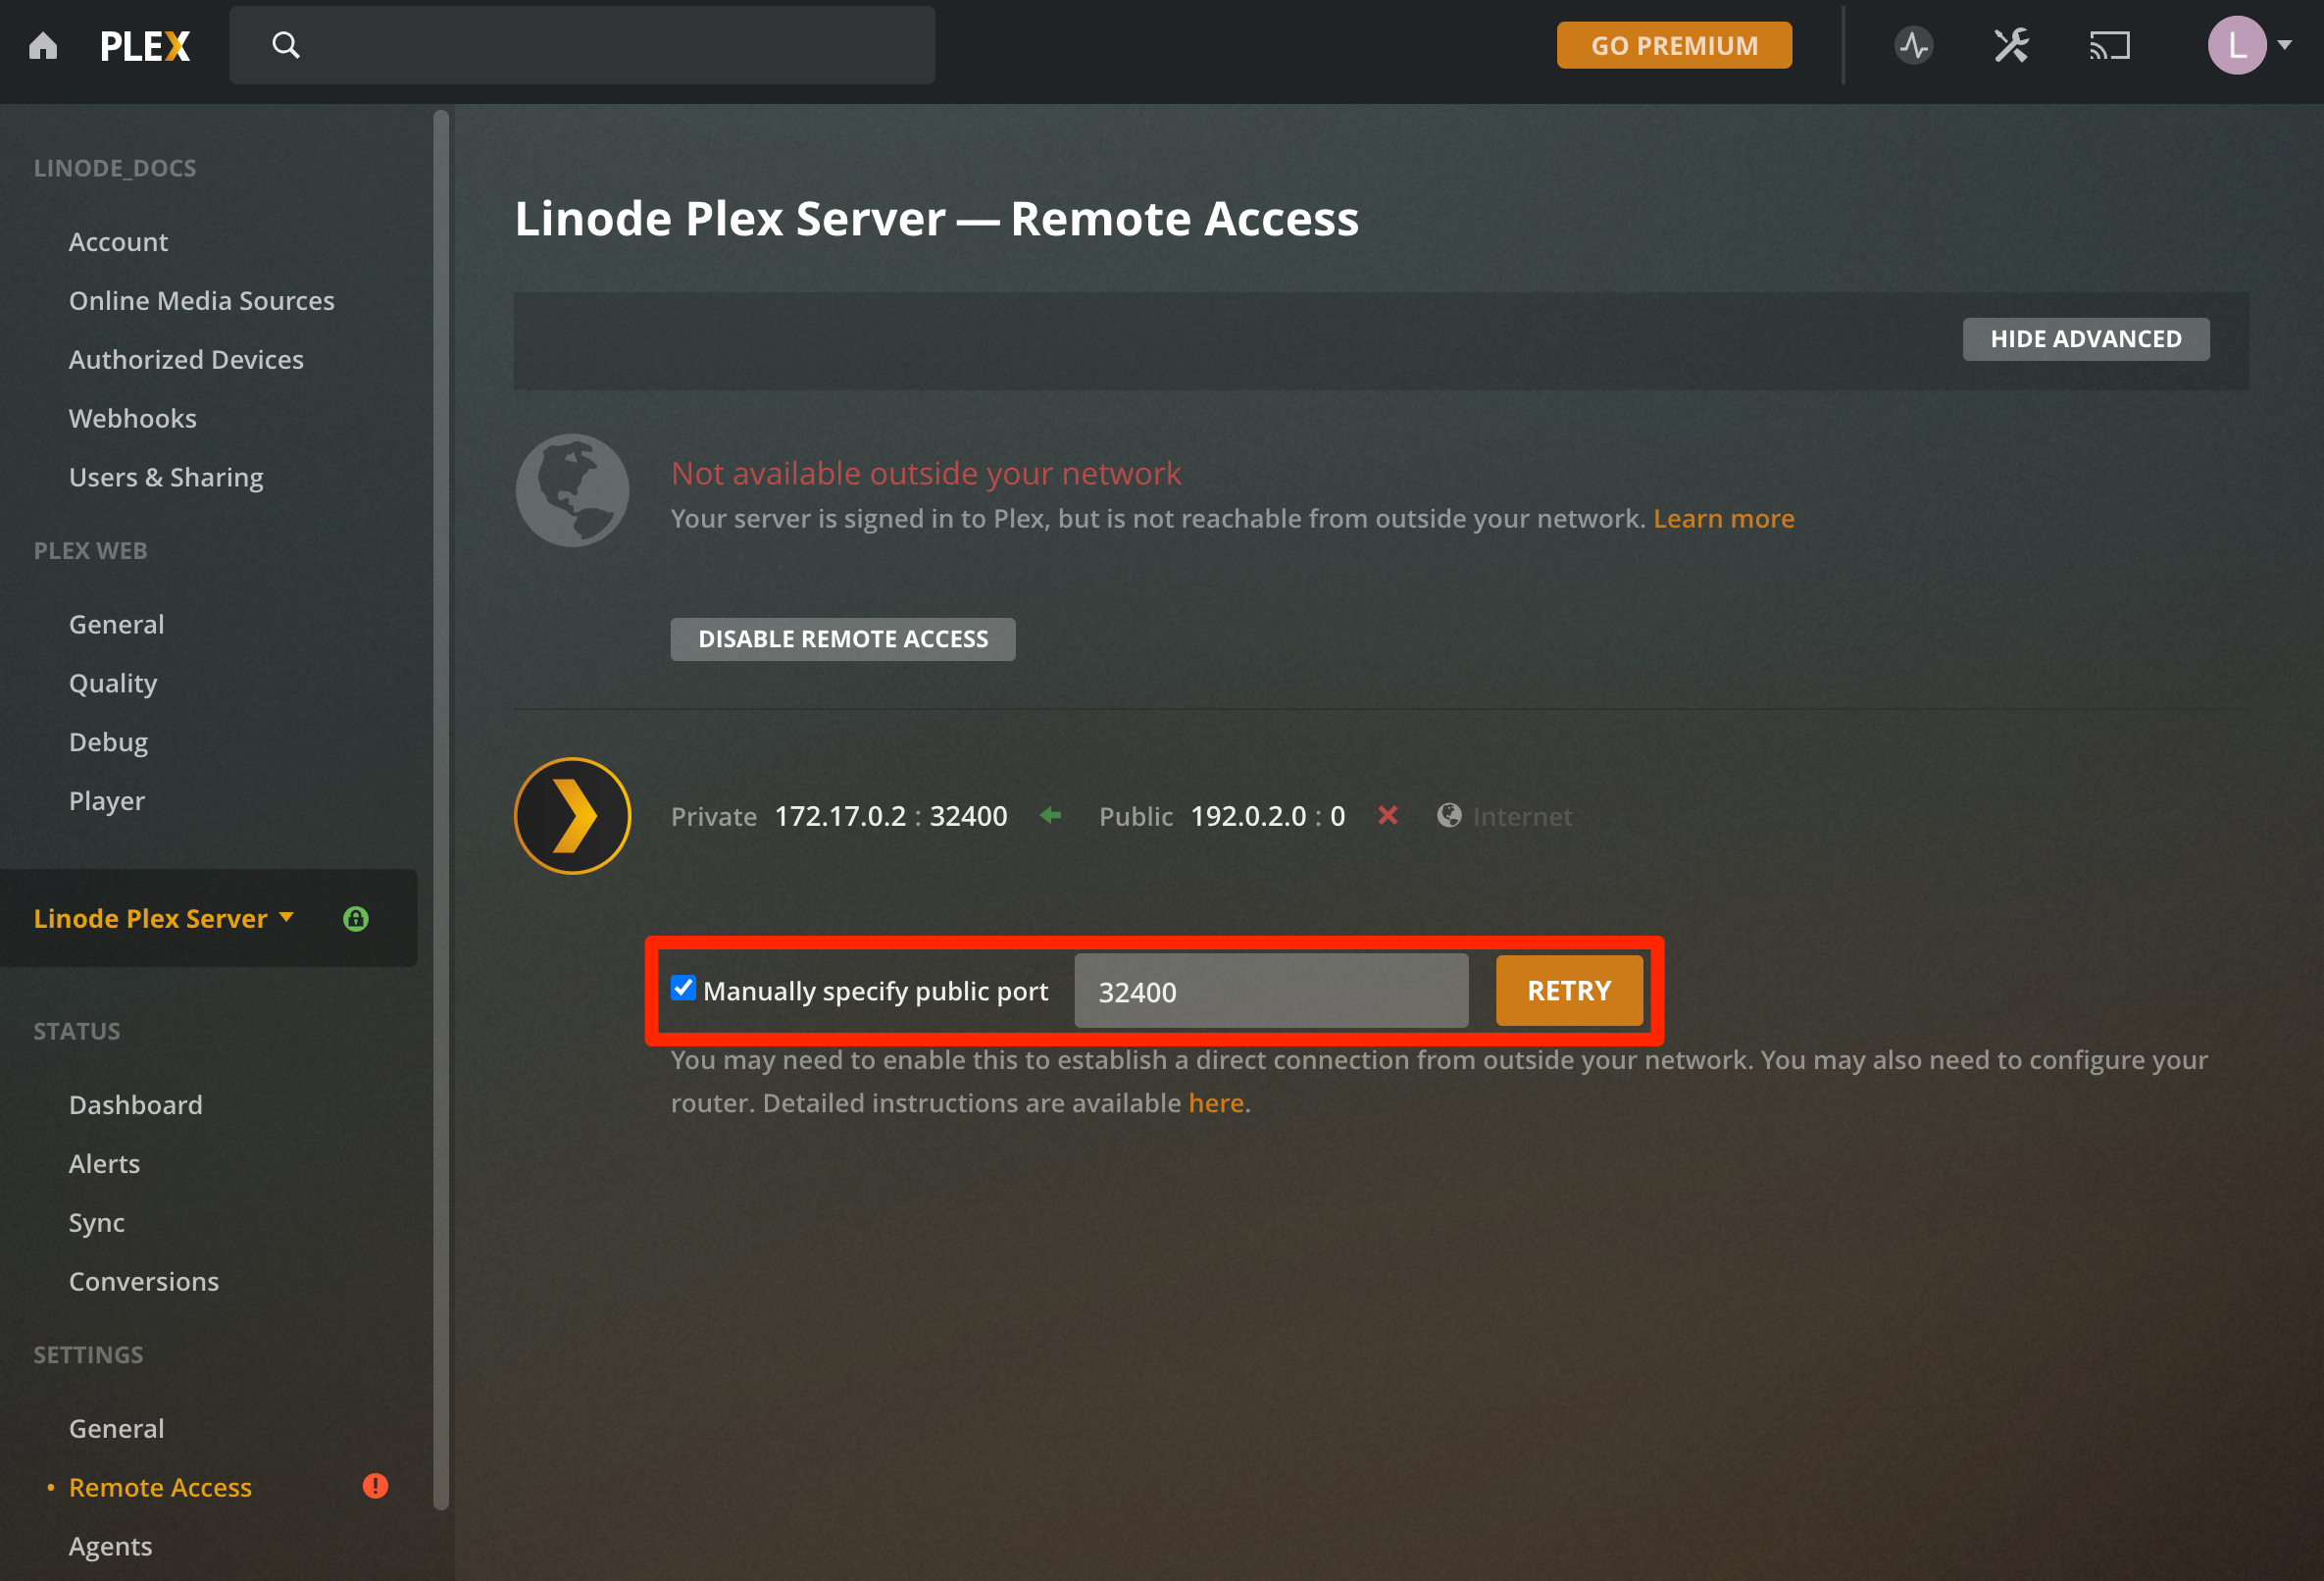 PLEX
GO PREMIUM
L
LINODE_DOCS
Account
Online Media Sources
Authorized Devices
Webhooks
Users & Sharing
PLEX WEB
General
Quality
Debug
Player
Linode Plex Server
STATUS
Dashboard
Alerts
Sync
Conversions
SETTINGS
General
• Remote Access
Agents
Linode Plex Server — Remote Access
HIDE ADVANCED
Not available outside your network
Your server is signed in to Plex, but is not reachable from outside your network. Learn more
DISABLE REMOTE ACCESS
Private 172.17.0.2 : 32400 Public 192.0.2.0 : 0 Internet
Manually specify public port 32400 RETRY
You may need to enable this to establish a direct connection from outside your network. You may also need to configure your
router. Detailed instructions are available here.